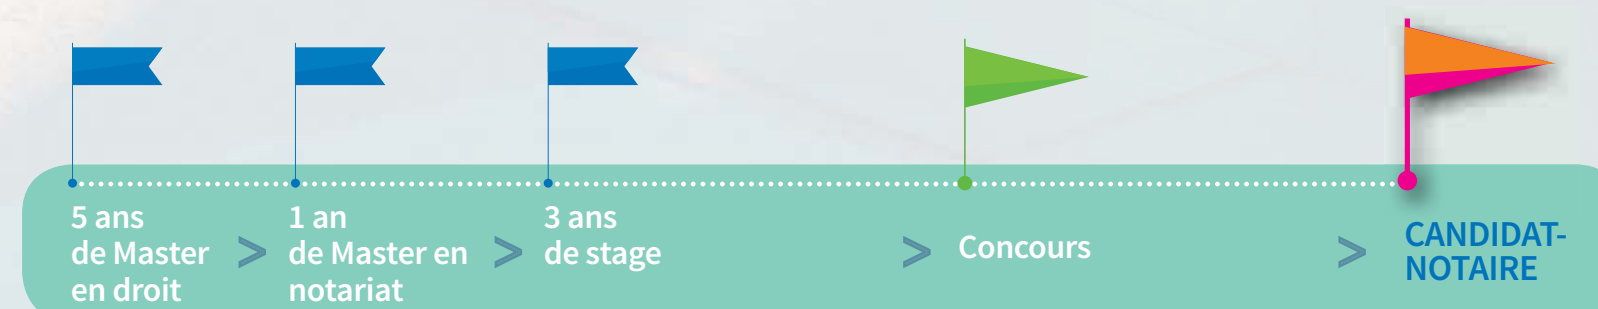 5 ans
de Master
en droit
>
1 an
de Master en
notariat
>
3 ans
de stage
>
Concours
>
CANDIDAT-
NOTAIRE